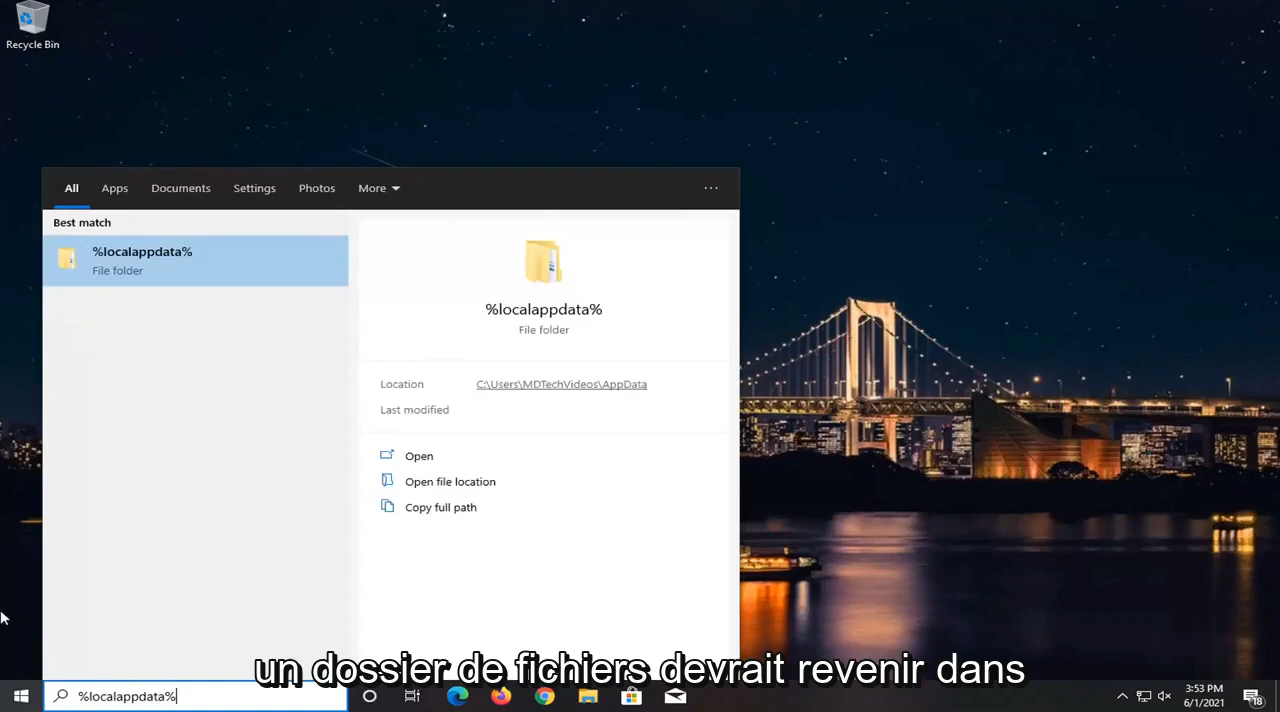 Recycle Bin
All Apps Documents Settings Photos More ...
Best match
%localappdata%
File folder
%localappdata%
File folder
Location C:\Users\MDTechVideos\AppData
Last modified
Open
Open file location
Copy full path
un dossier de fichiers devrait revenir dans
%localappdata%
3:53 PM
6/1/2021
18